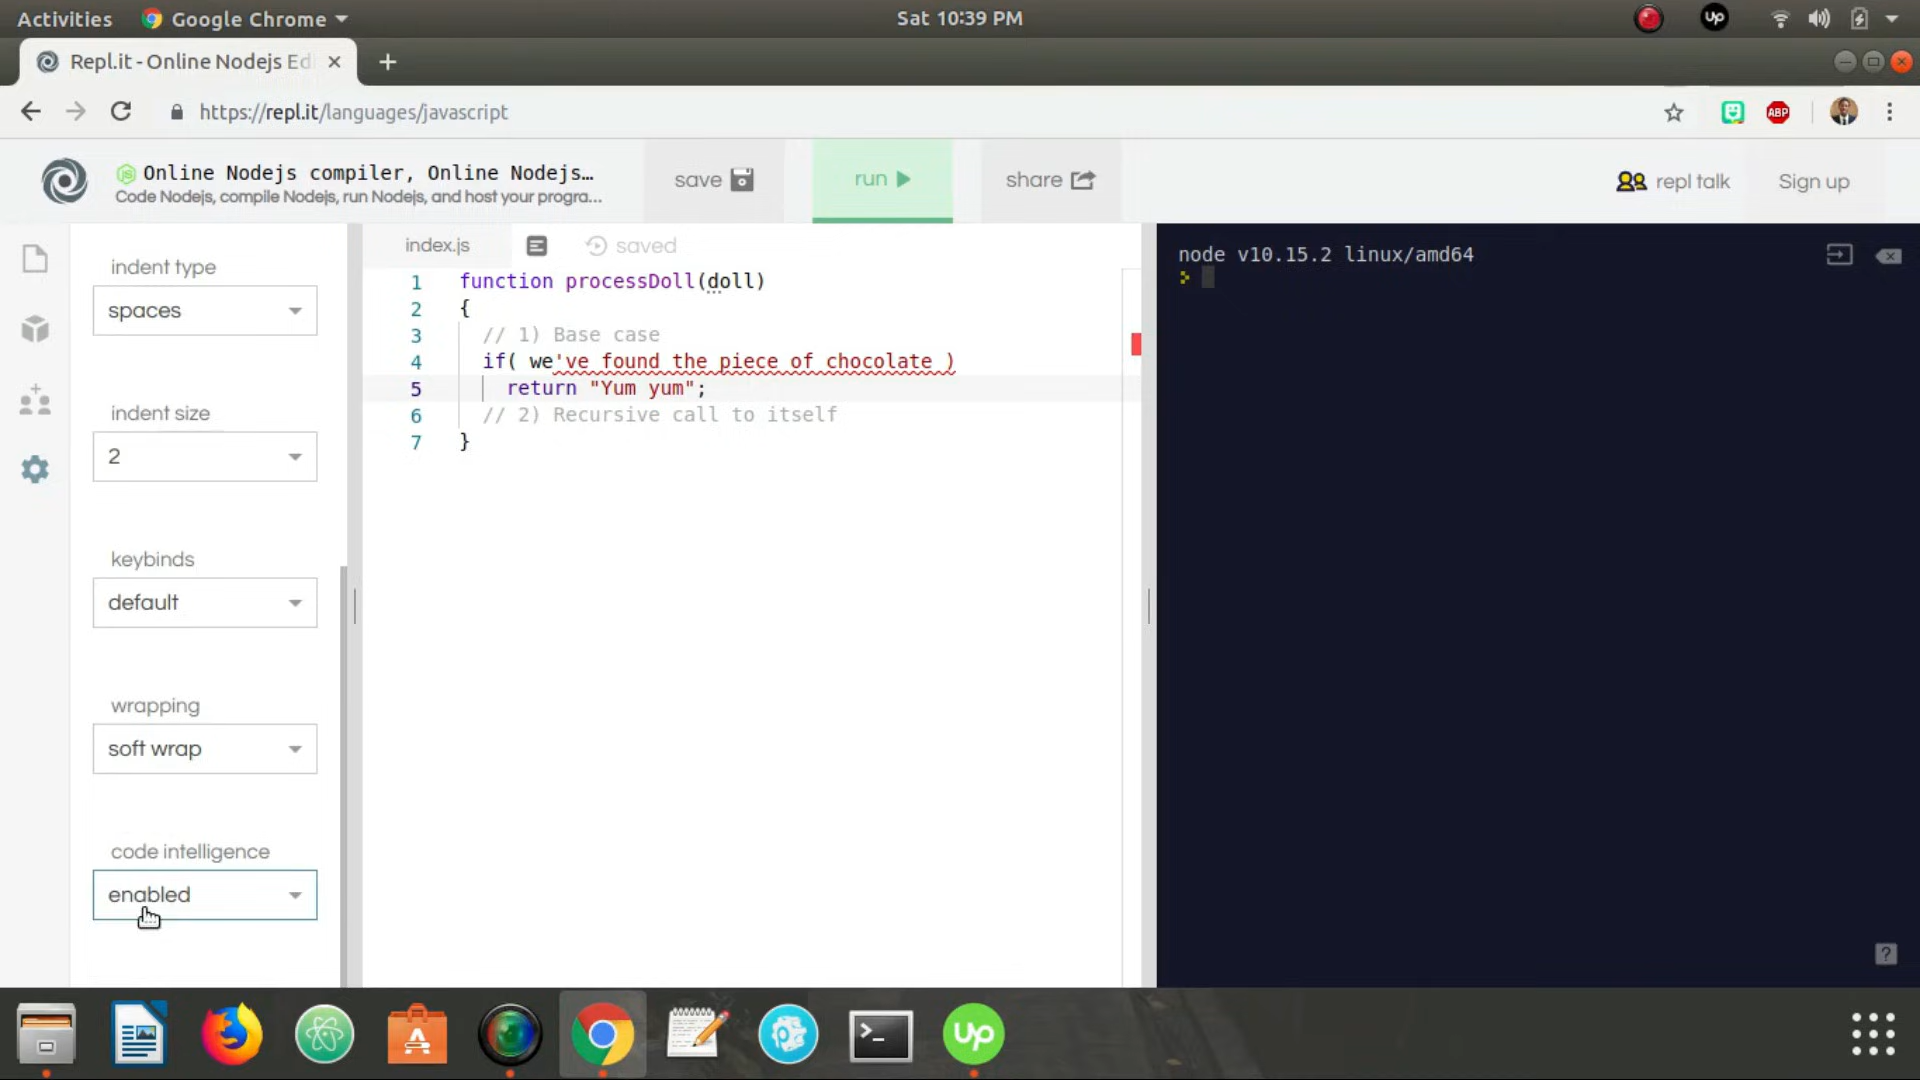 Activities
Google Chrome
Sat 10:39 PM
Up
Repl.it - Online Nodejs Ed
https://repl.it/languages/javascript
ABP
Online Nodejs compiler, Online Nodejs…
Code Nodejs, compile Nodejs, run Nodejs, and host your progra...
save
run
share
repl talk
Sign up
indent type
spaces
indent size
2
keybinds
default
wrapping
soft wrap
code intelligence
enabled
index.js
saved
1 function processDoll(doll)
2 {
3 // 1) Base case
4 if( we've found the piece of chocolate )
5 return "Yum yum";
6 // 2) Recursive call to itself
7 }
node v10.15.2 linux/amd64
>
?
A
>_
Up